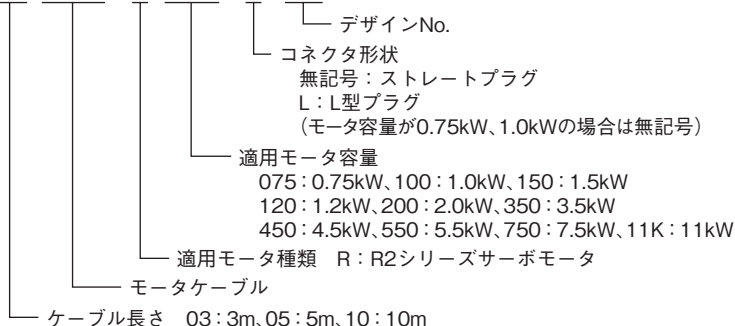 デザインNo.
コネクタ形状
無記号：ストレートプラグ
L：L型プラグ
（モータ容量が0.75kW、1.0kWの場合は無記号）
適用モータ容量
075：0.75kW、100：1.0kW、150：1.5kW
120：1.2kW、200：2.0kW、350：3.5kW
450：4.5kW、550：5.5kW、750：7.5kW、11K：11kW
適用モータ種類　R：R2シリーズサーボモータ
モータケーブル
ケーブル長さ　03：3m、05：5m、10：10m